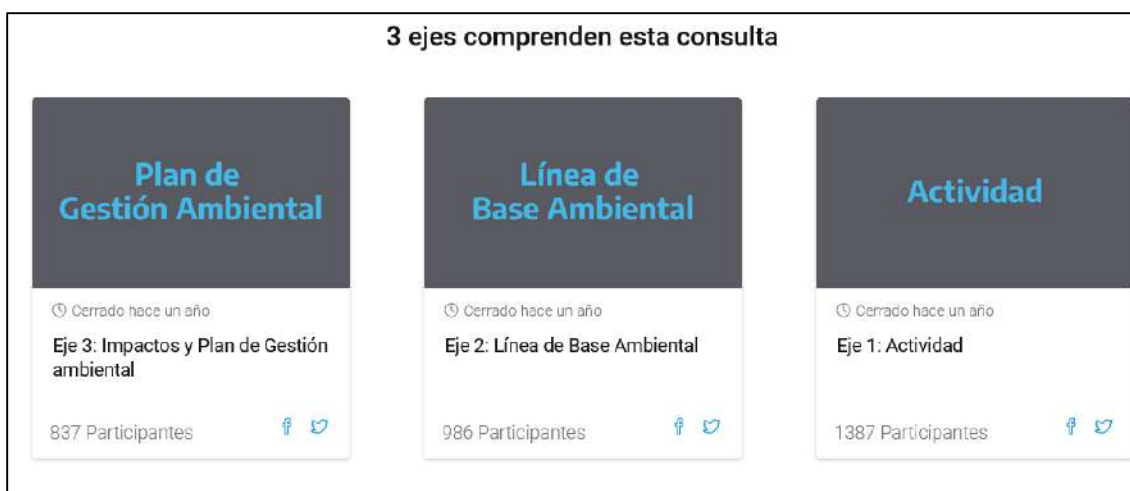 3 ejes comprenden esta consulta
Plan de
Gestión Ambiental
Cerrado hace un año
Eje 3: Impactos y Plan de Gestión
ambiental
837 Participantes
Línea de
Base Ambiental
Cerrado hace un año
Eje 2: Línea de Base Ambiental
986 Participantes
Actividad
Cerrado hace un año
Eje 1: Actividad
1387 Participantes